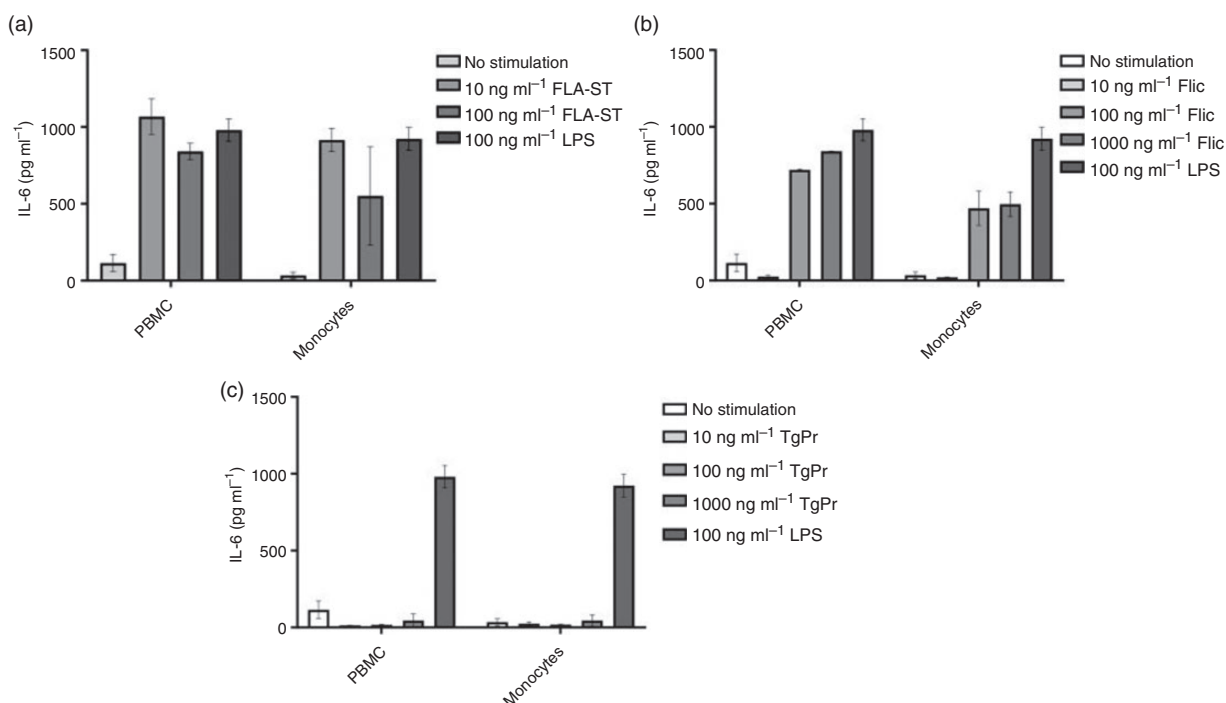 (a)
1500
1000
500
0
IL-6 (pg ml⁻¹)
PBMC
Monocytes
No stimulation
10 ng ml⁻¹ FLA-ST
100 ng ml⁻¹ FLA-ST
100 ng ml⁻¹ LPS
(b)
1500
1000
500
0
IL-6 (pg ml⁻¹)
PBMC
Monocytes
No stimulation
10 ng ml⁻¹ Flic
100 ng ml⁻¹ Flic
1000 ng ml⁻¹ Flic
100 ng ml⁻¹ LPS
(c)
1500
1000
500
0
IL-6 (pg ml⁻¹)
PBMC
Monocytes
No stimulation
10 ng ml⁻¹ TgPr
100 ng ml⁻¹ TgPr
1000 ng ml⁻¹ TgPr
100 ng ml⁻¹ LPS